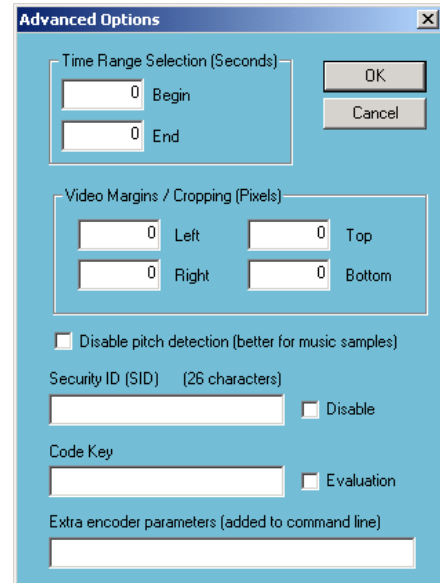 Advanced Options
Time Range Selection (Seconds)
OK
0 Begin
Cancel
0 End
Video Margins / Cropping (Pixels)
0 Left 0 Top
0 Right 0 Bottom
Disable pitch detection (better for music samples)
Security ID (SID) (26 characters)
Disable
Code Key
Evaluation
Extra encoder parameters (added to command line)